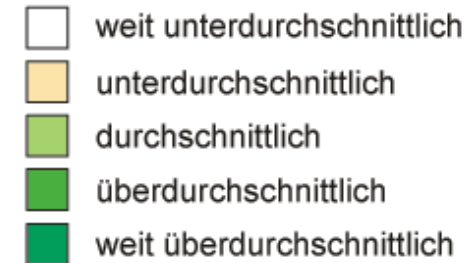 weit unterdurchschnittlich
unterdurchschnittlich
durchschnittlich
überdurchschnittlich
weit überdurchschnittlich